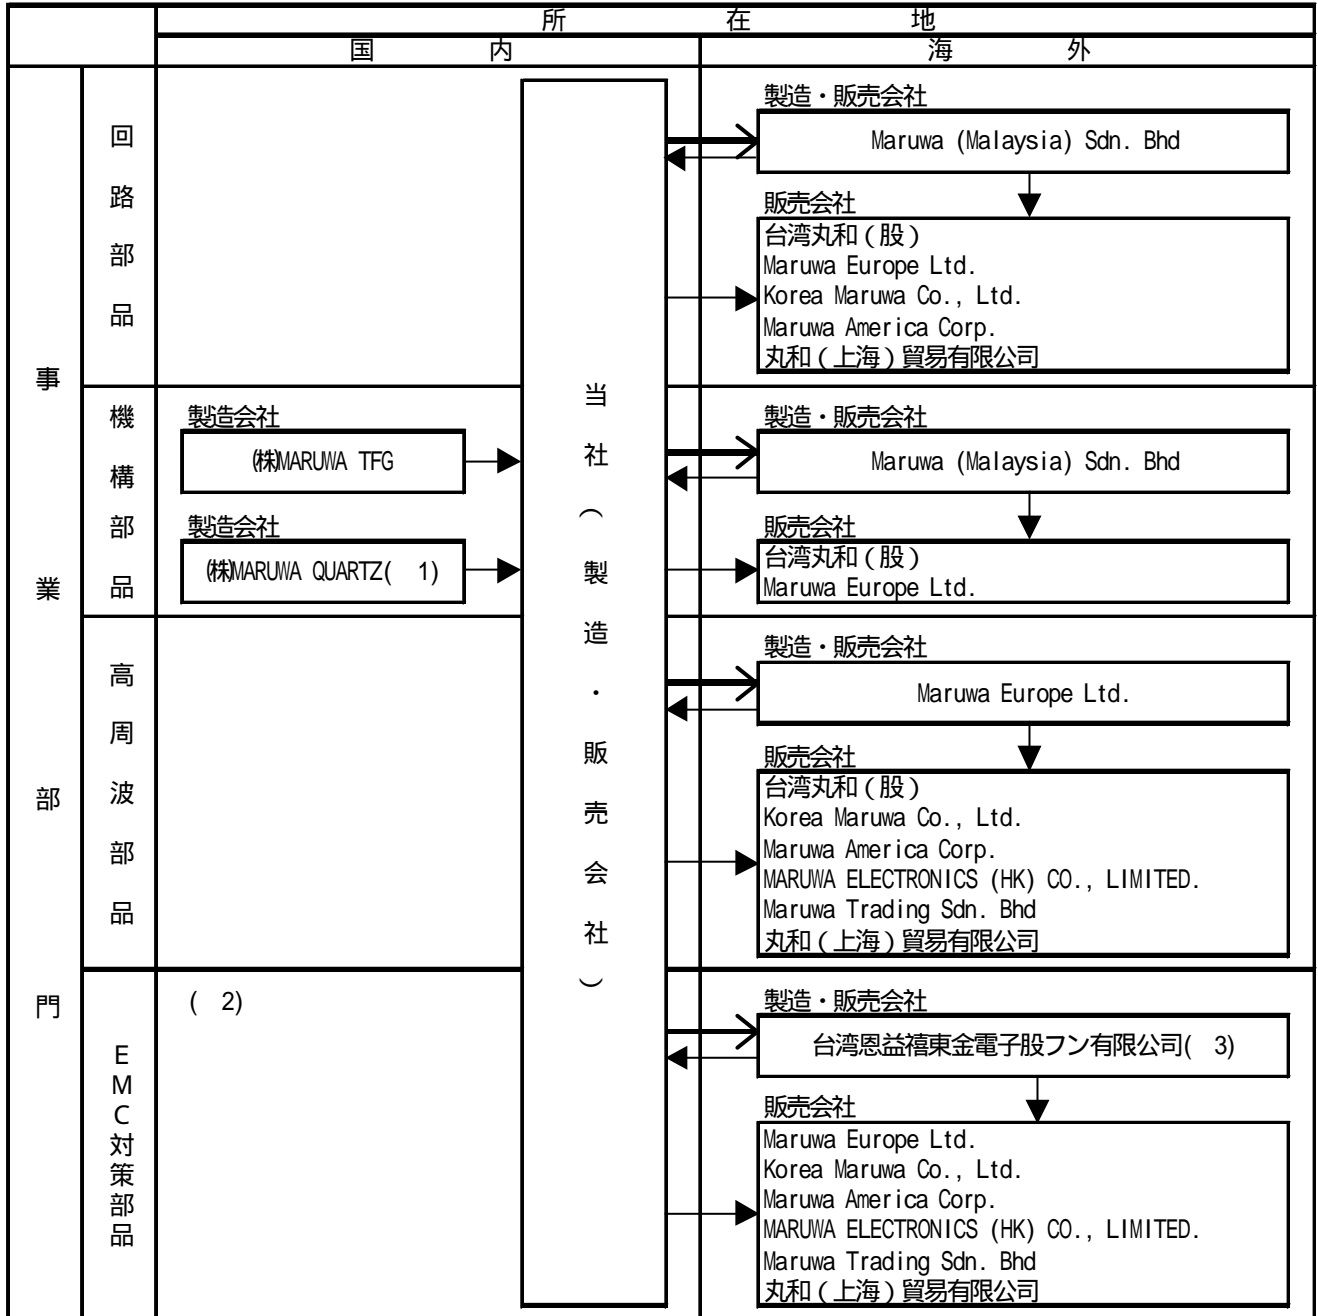 所在地
国内
海外
事業部門
回路部品
機構部品
高周波部品
EMC対策部品
当社(製造・販売会社)
製造・販売会社
Maruwa (Malaysia) Sdn. Bhd
販売会社
台湾丸和(股)
Maruwa Europe Ltd.
Korea Maruwa Co., Ltd.
Maruwa America Corp.
丸和(上海)貿易有限公司
製造会社
㈱MARUWA TFG
製造会社
㈱MARUWA QUARTZ( 1)
製造・販売会社
Maruwa (Malaysia) Sdn. Bhd
販売会社
台湾丸和(股)
Maruwa Europe Ltd.
製造・販売会社
Maruwa Europe Ltd.
販売会社
台湾丸和(股)
Korea Maruwa Co., Ltd.
Maruwa America Corp.
MARUWA ELECTRONICS (HK) CO., LIMITED.
Maruwa Trading Sdn. Bhd
丸和(上海)貿易有限公司
( 2)
製造・販売会社
台湾恩益禧東金電子股フン有限公司( 3)
販売会社
Maruwa Europe Ltd.
Korea Maruwa Co., Ltd.
Maruwa America Corp.
MARUWA ELECTRONICS (HK) CO., LIMITED.
Maruwa Trading Sdn. Bhd
丸和(上海)貿易有限公司